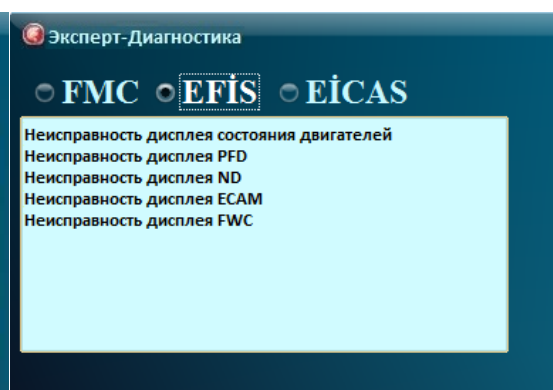 Эксперт-Диагностика
FMC EFİS EİCAS
Неисправность дисплея состояния двигателей
Неисправность дисплея PFD
Неисправность дисплея ND
Неисправность дисплея ECAM
Неисправность дисплея FWC